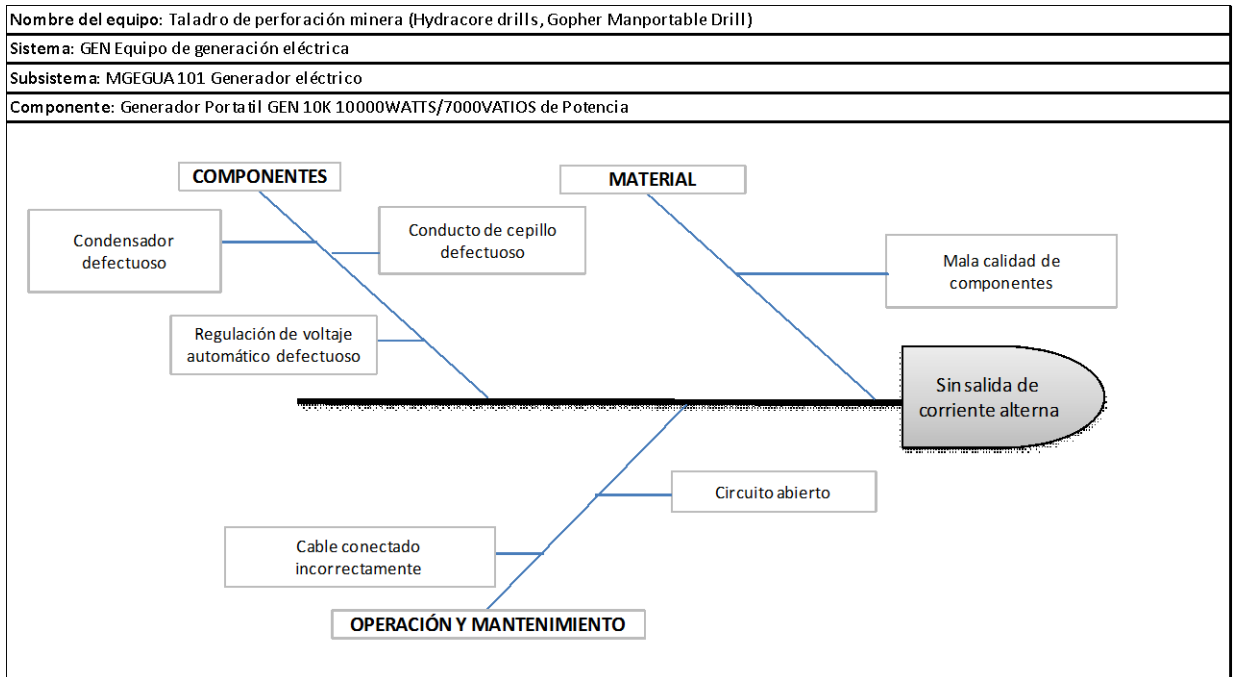 Nombre del equipo: Taladro de perforación minera (Hydracore drills, Gopher Manportable Drill)
Sistema: GEN Equipo de generación eléctrica
Subsistema: MGEGUA101 Generador eléctrico
Componente: Generador Portatil GEN 10K 10000WATTS/7000VATIOS de Potencia
COMPONENTES
MATERIAL
Condensador
defectuoso
Conducto de cepillo
defectuoso
Mala calidad de
componentes
Regulación de voltaje
automático defectuoso
Sin salida de
corriente alterna
Circuito abierto
Cable conectado
incorrectamente
OPERACIÓN Y MANTENIMIENTO